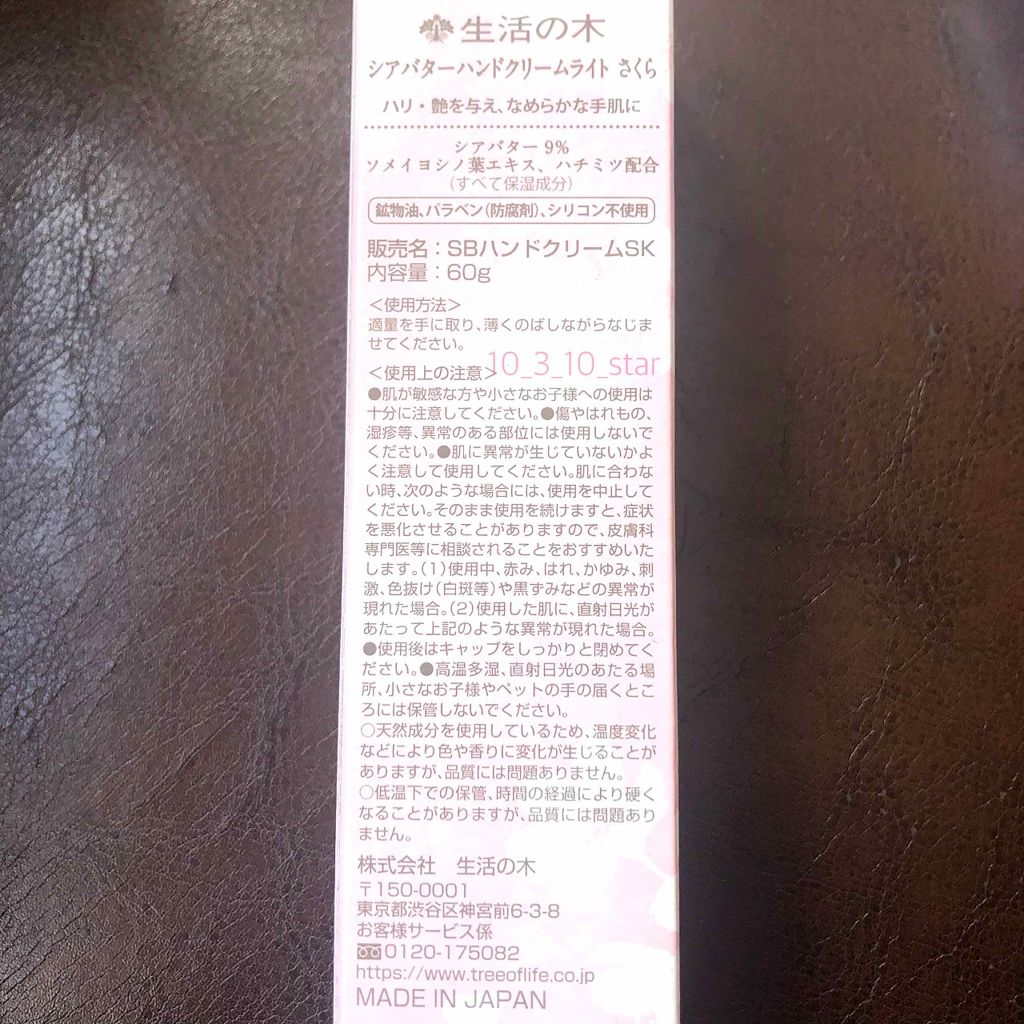 生活の木
シアバターハンドクリームライト さくら
ハリ・艶を与え、なめらかな手肌に
シアバター 9%
ソメイヨシノ葉エキス、ハチミツ配合
(すべて保湿成分)
鉱物油、パラベン(防腐剤)、シリコン不使用
販売名：SBハンドクリームSK
内容量：60g
＜使用方法＞
適量を手に取り、薄くのばしながらなじま
せてください。
10_3_10_star
＜使用上の注意＞
●肌が敏感な方や小さなお子様への使用は
十分に注意してください。●傷やはれもの、
湿疹等、異常のある部位には使用しないで
ください。●肌に異常が生じていないかよ
く注意して使用してください。肌に合わな
い時、次のような場合には、使用を中止して
ください。そのまま使用を続けますと、症状
を悪化させることがありますので、皮膚科
専門医等に相談されることをおすすめいた
します。(1)使用中、赤み、はれ、かゆみ、刺
激、色抜け(白斑等)や黒ずみなどの異常が
現れた場合。(2)使用した肌に、直射日光が
あたって上記のような異常が現れた場合。
●使用後はキャップをしっかりと閉めてく
ださい。●高温多湿、直射日光のあたる場
所、小さなお子様やペットの手の届くとこ
ろには保管しないでください。
○天然成分を使用しているため、温度変化
などにより色や香りに変化が生じることが
ありますが、品質には問題ありません。
○低温下での保管、時間の経過により硬く
なることがありますが、品質には問題あり
ません。
株式会社 生活の木
〒150-0001
東京都渋谷区神宮前6-3-8
お客様サービス係
0120-175082
https://www.treeoflife.co.jp
MADE IN JAPAN